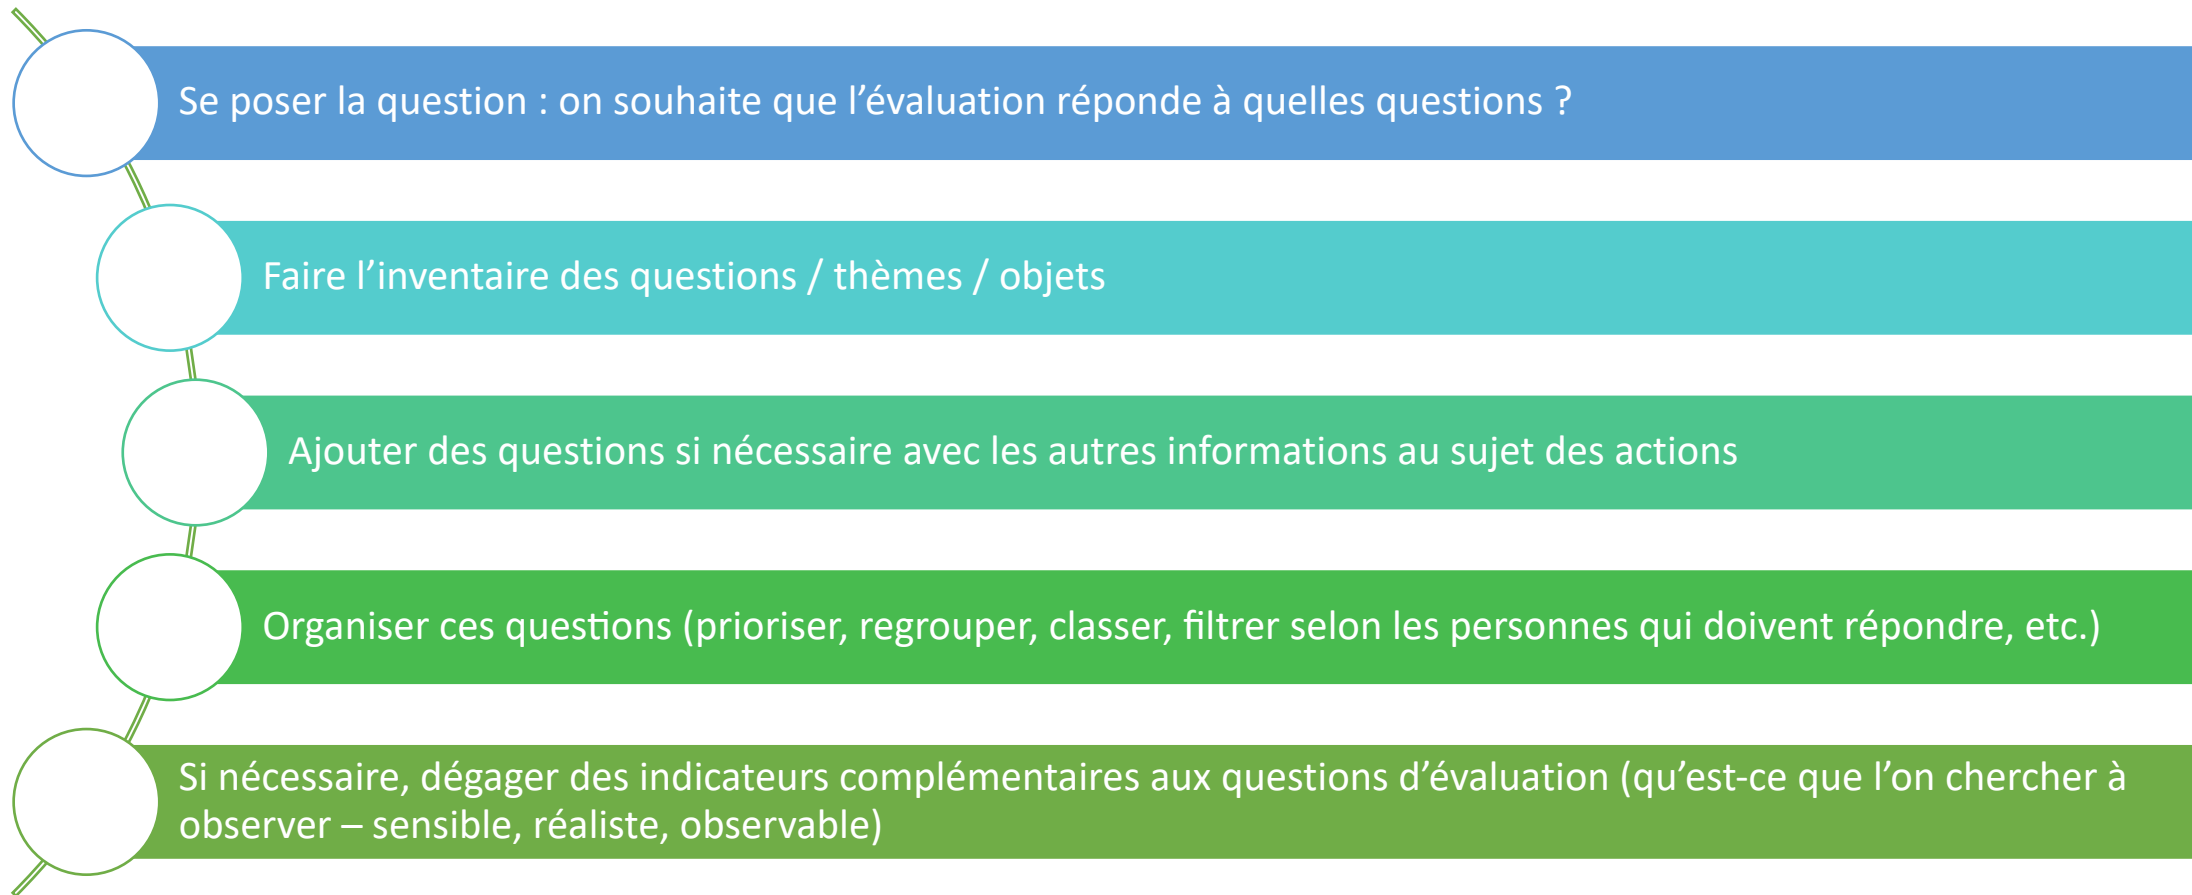 Se poser la question : on souhaite que l’évaluation réponde à quelles questions ?
Faire l’inventaire des questions / thèmes / objets
Ajouter des questions si nécessaire avec les autres informations au sujet des actions
Organiser ces questions (prioriser, regrouper, classer, filtrer selon les personnes qui doivent répondre, etc.)
Si nécessaire, dégager des indicateurs complémentaires aux questions d’évaluation (qu’est-ce que l’on chercher à
observer – sensible, réaliste, observable)